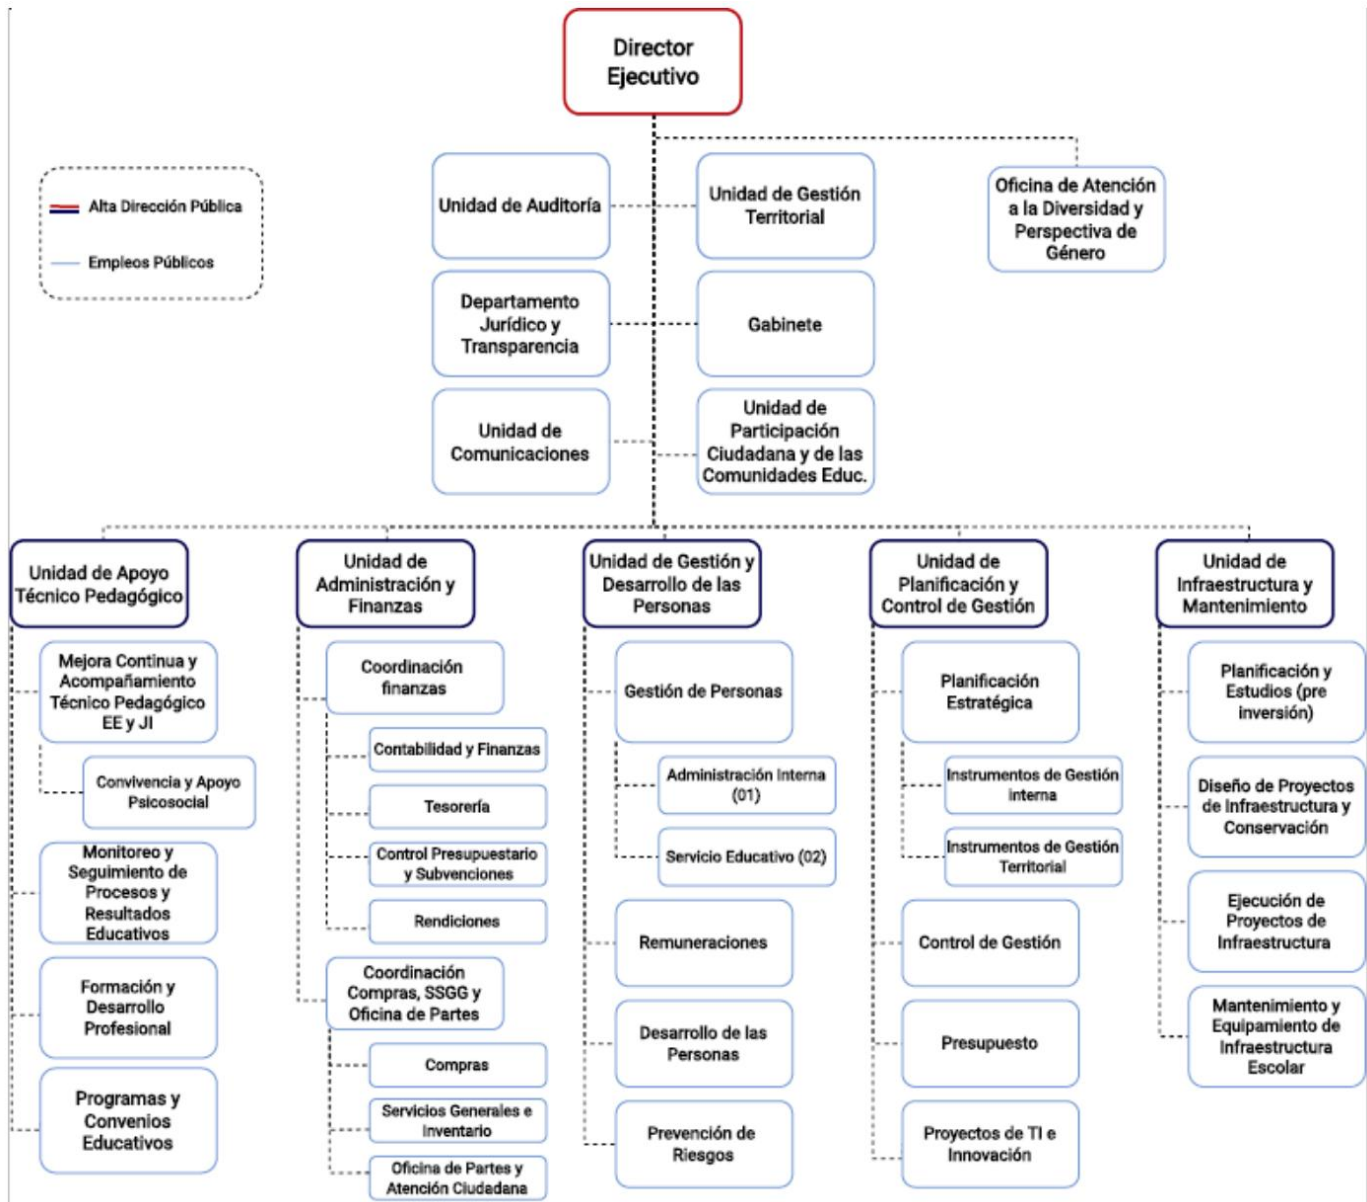 Director
Ejecutivo
Alta Dirección Pública
Empleos Públicos
Unidad de Auditoría
Unidad de Gestión
Territorial
Oficina de Atención
a la Diversidad y
Perspectiva de
Género
Departamento
Jurídico y
Transparencia
Gabinete
Unidad de
Comunicaciones
Unidad de
Participación
Ciudadana y de las
Comunidades Educ.
Unidad de Apoyo
Técnico Pedagógico
Mejora Continua y
Acompañamiento
Técnico Pedagógico
EE y JI
Convivencia y Apoyo
Psicosocial
Monitoreo y
Seguimiento de
Procesos y
Resultados
Educativos
Formación y
Desarrollo
Profesional
Programas y
Convenios
Educativos
Unidad de
Administración y
Finanzas
Coordinación
finanzas
Contabilidad y Finanzas
Tesorería
Control Presupuestario
y Subvenciones
Rendiciones
Coordinación
Compras, SSGG y
Oficina de Partes
Compras
Servicios Generales e
Inventario
Oficina de Partes y
Atención Ciudadana
Unidad de Gestión y
Desarrollo de las
Personas
Gestión de Personas
Administración Interna
(01)
Servicio Educativo (02)
Remuneraciones
Desarrollo de las
Personas
Prevención de
Riesgos
Unidad de
Planificación y
Control de Gestión
Planificación
Estratégica
Instrumentos de Gestión
interna
Instrumentos de Gestión
Territorial
Control de Gestión
Presupuesto
Proyectos de TI e
Innovación
Unidad de
Infraestructura y
Mantenimiento
Planificación y
Estudios (pre
inversión)
Diseño de Proyectos
de Infraestructura y
Conservación
Ejecución de
Proyectos de
Infraestructura
Mantenimiento y
Equipamiento de
Infraestructura
Escolar